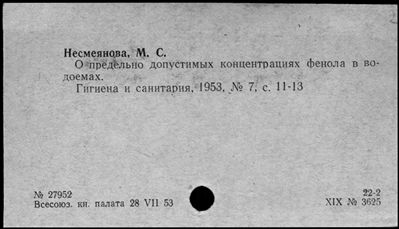 Несмеянова, М. С.
О предельно допустимых концентрациях фенола в во-
доемах.
Гигиена и санитария, 1953, № 7, с. 11-13
№ 27952
22-2
Всесоюз. кн. палата 28 VII 53
XIX № 3625